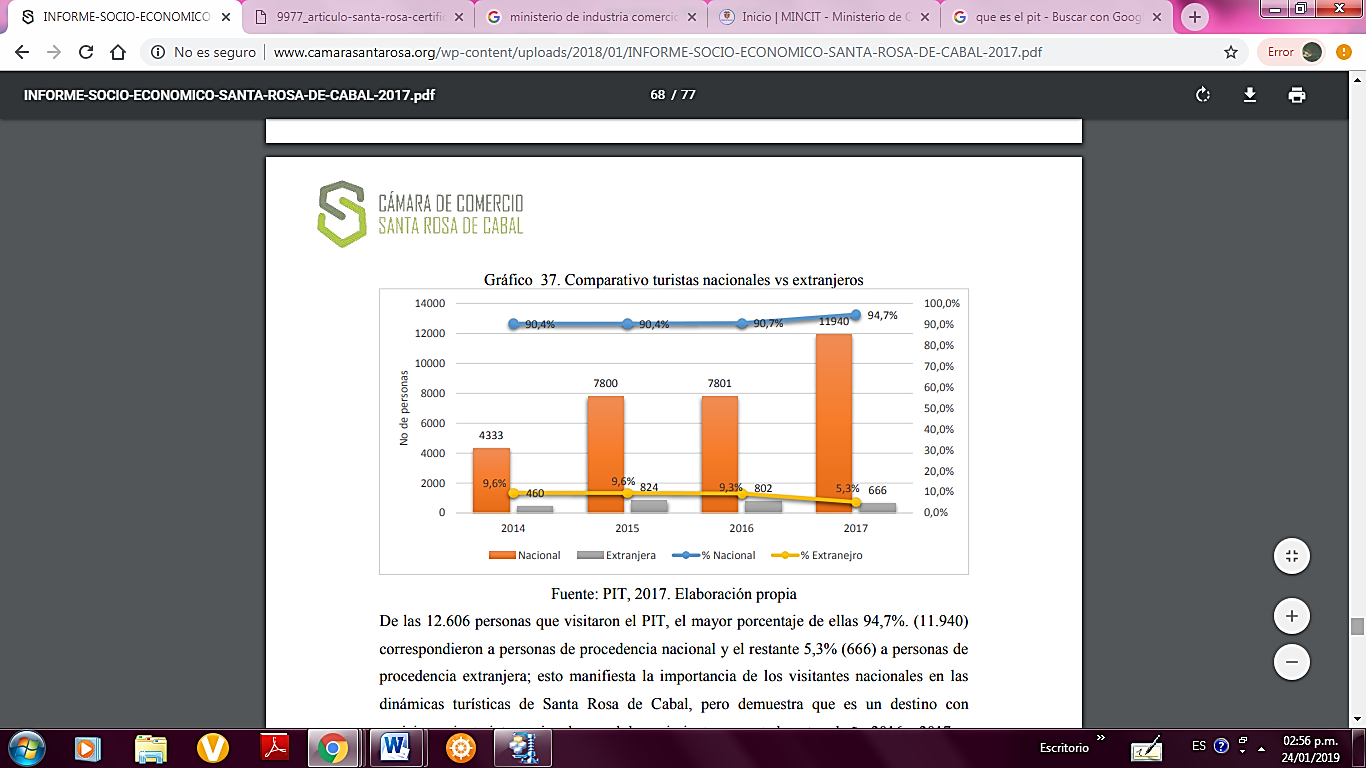 INFORME-SOCIO-ECONOMICO
9977_articulo-santa-rosa-certifi
ministerio de industria comercio
Inicio | MINCIT - Ministerio de C
que es el pit - Buscar con Goog
No es seguro
www.camarasantarosa.org/wp-content/uploads/2018/01/INFORME-SOCIO-ECONOMICO-SANTA-ROSA-DE-CABAL-2017.pdf
Error
INFORME-SOCIO-ECONOMICO-SANTA-ROSA-DE-CABAL-2017.pdf
68 / 77
CÁMARA DE COMERCIO
SANTA ROSA DE CABAL
Gráfico 37. Comparativo turistas nacionales vs extranjeros
No de personas
14000
12000
10000
8000
6000
4000
2000
0
100,0%
90,0%
80,0%
70,0%
60,0%
50,0%
40,0%
30,0%
20,0%
10,0%
0,0%
90,4%
90,4%
90,7%
94,7%
4333
7800
7801
11940
9,6%
460
9,6%
824
9,3%
802
5,3%
666
2014
2015
2016
2017
Nacional
Extranjera
% Nacional
% Extranejro
Fuente: PIT, 2017. Elaboración propia
De las 12.606 personas que visitaron el PIT, el mayor porcentaje de ellas 94,7%. (11.940)
correspondieron a personas de procedencia nacional y el restante 5,3% (666) a personas de
procedencia extranjera; esto manifiesta la importancia de los visitantes nacionales en las
dinámicas turísticas de Santa Rosa de Cabal, pero demuestra que es un destino con
Escritorio
ES
02:56 p.m.
24/01/2019